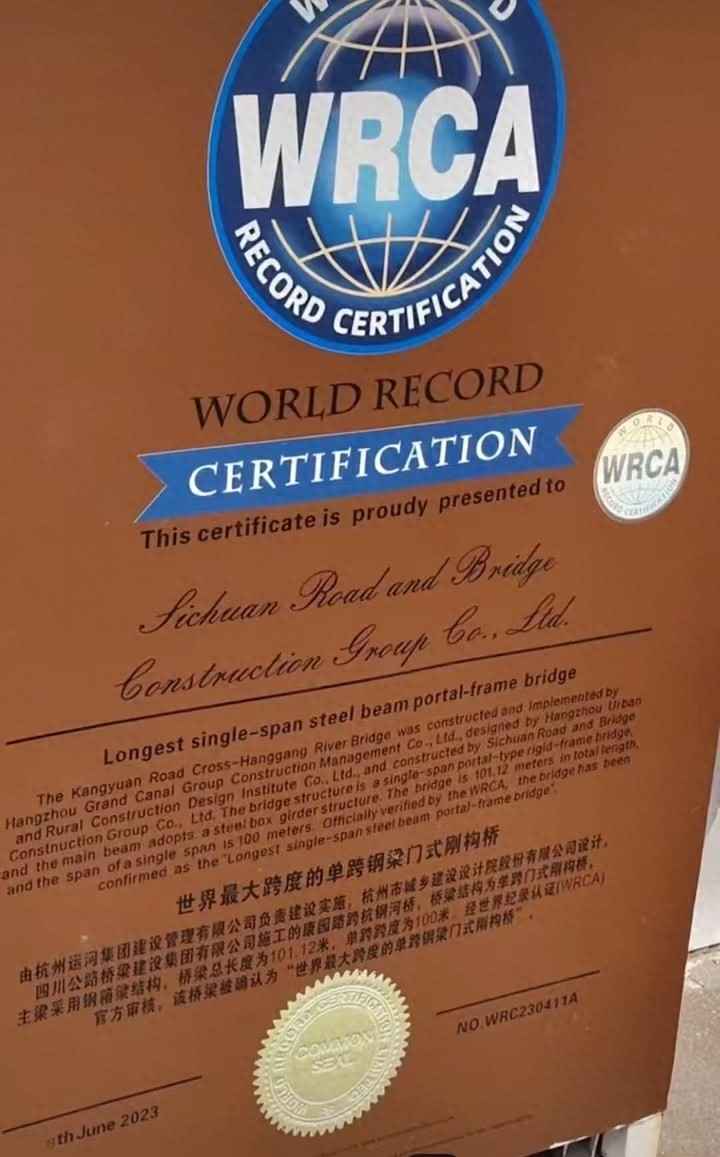 WRCA
RECORD CERTIFICATION
WORLD RECORD
CERTIFICATION
WORLD
WRCA
RECORD CERTIFICATION
This certificate is proudy presented to
Sichuan Road and Bridge
Construction Group Co., Ltd.
Longest single-span steel beam portal-frame bridge
The Kangyuan Road Cross-Hanggang River Bridge was constructed and implemented by
Hangzhou Grand Canal Group Construction Management Co., Ltd., designed by Hangzhou Urban
and Rural Construction Design Institute Co., Ltd., and constructed by Sichuan Road and Bridge
Construction Group Co., Ltd. The bridge structure is a single-span portal-type rigid-frame bridge,
and the main beam adopts a steel box girder structure. The bridge is 101.12 meters in total length,
and the span of a single span is 100 meters. Officially verified by the WRCA, the bridge has been
confirmed as the "Longest single-span steel beam portal-frame bridge".
世界最大跨度的单跨钢梁门式刚构桥
由杭州运河集团建设管理有限公司负责建设实施，杭州市城乡建设设计院股份有限公司设计，
四川公路桥梁建设集团有限公司施工的康园路跨杭钢河桥，桥梁结构为单跨门式刚构桥，
主梁采用钢箱梁结构，桥梁总长度为101.12米，单跨跨度为100米。经世界纪录认证(WRCA)
官方审核，该桥梁被确认为“世界最大跨度的单跨钢梁门式刚构桥”。
COMMON
SEAL
NO.WRC230411A
th June 2023